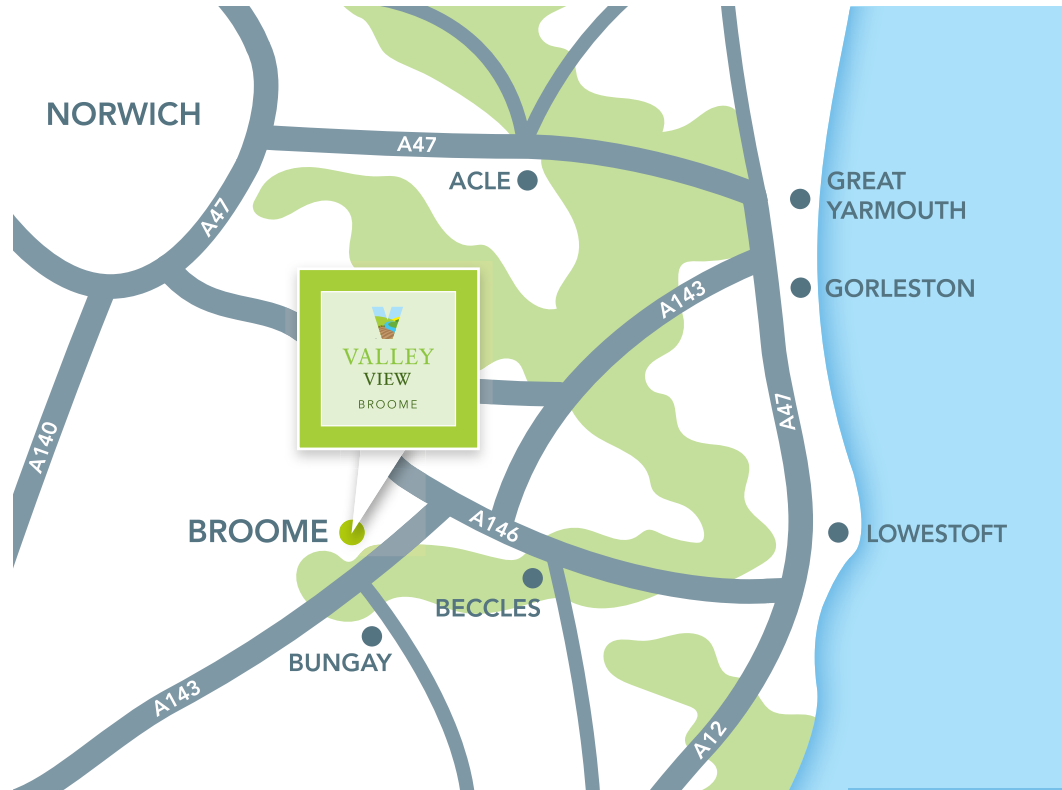 NORWICH
A47
ACLE
GREAT
YARMOUTH
A47
GORLESTON
A143
VALLEY
VIEW
BROOME
A47
A140
A146
BROOME
LOWESTOFT
BECCLES
BUNGAY
A143
A12